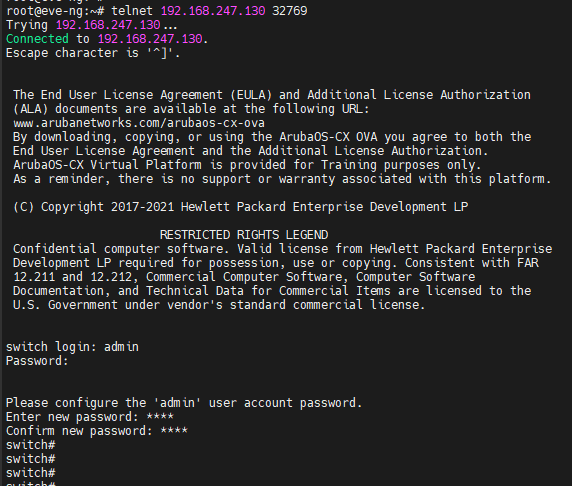 root@eve-ng:~#
root@eve-ng:~# telnet 192.168.247.130 32769
Trying 192.168.247.130...
Connected to 192.168.247.130.
Escape character is '^]'.
The End User License Agreement (EULA) and Additional License Authorization
(ALA) documents are available at the following URL:
www.arubanetworks.com/arubaos-cx-ova
By downloading, copying, or using the ArubaOS-CX OVA you agree to both the
End User License Agreement and the Additional License Authorization.
ArubaOS-CX Virtual Platform is provided for Training purposes only.
As a reminder, there is no support or warranty associated with this platform.
(C) Copyright 2017-2021 Hewlett Packard Enterprise Development LP
RESTRICTED RIGHTS LEGEND
Confidential computer software. Valid license from Hewlett Packard Enterprise
Development LP required for possession, use or copying. Consistent with FAR
12.211 and 12.212, Commercial Computer Software, Computer Software
Documentation, and Technical Data for Commercial Items are licensed to the
U.S. Government under vendor's standard commercial license.
switch login: admin
Password:
Please configure the 'admin' user account password.
Enter new password: ****
Confirm new password: ****
switch#
switch#
switch#
switch#